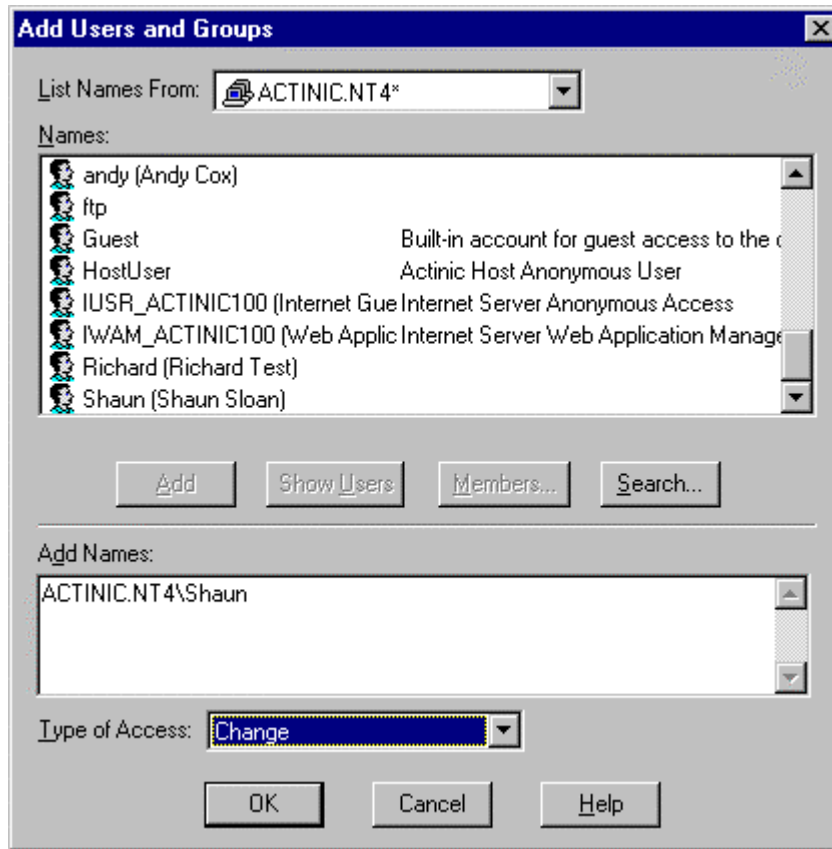 Add Users and Groups
List Names From: ACTINIC.NT4*
Names:
andy (Andy Cox)
ftp
Guest Built-in account for guest access to the c
HostUser Actinic Host Anonymous User
IUSR_ACTINIC100 (Internet Gue Internet Server Anonymous Access
IWAM_ACTINIC100 (Web Applic Internet Server Web Application Manage
Richard (Richard Test)
Shaun (Shaun Sloan)
Add Show Users Members... Search...
Add Names:
ACTINIC.NT4\Shaun
Type of Access: Change
OK Cancel Help